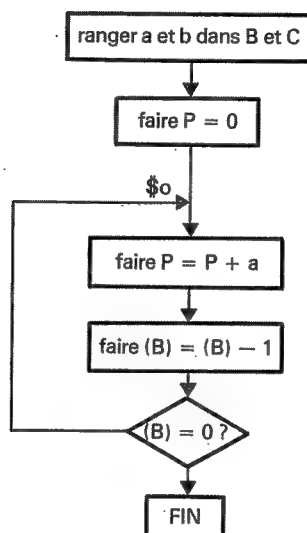 ranger a et b dans B et C
faire P = 0
$o
faire P = P + a
faire (B) = (B) — 1
(B) = 0 ?
FIN